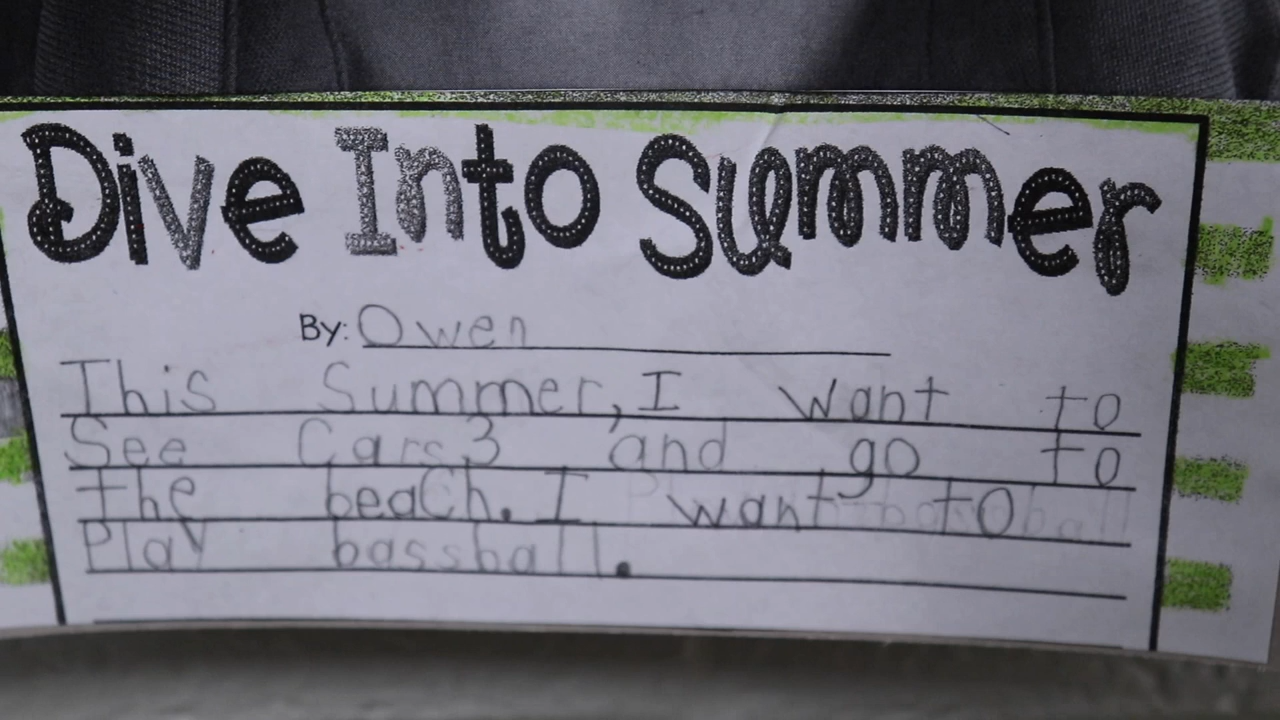 Dive Into Summer
By: Owen
This Summer, I want to
See Cars 3 and go to
the beaCh. I want to
Play bassball.